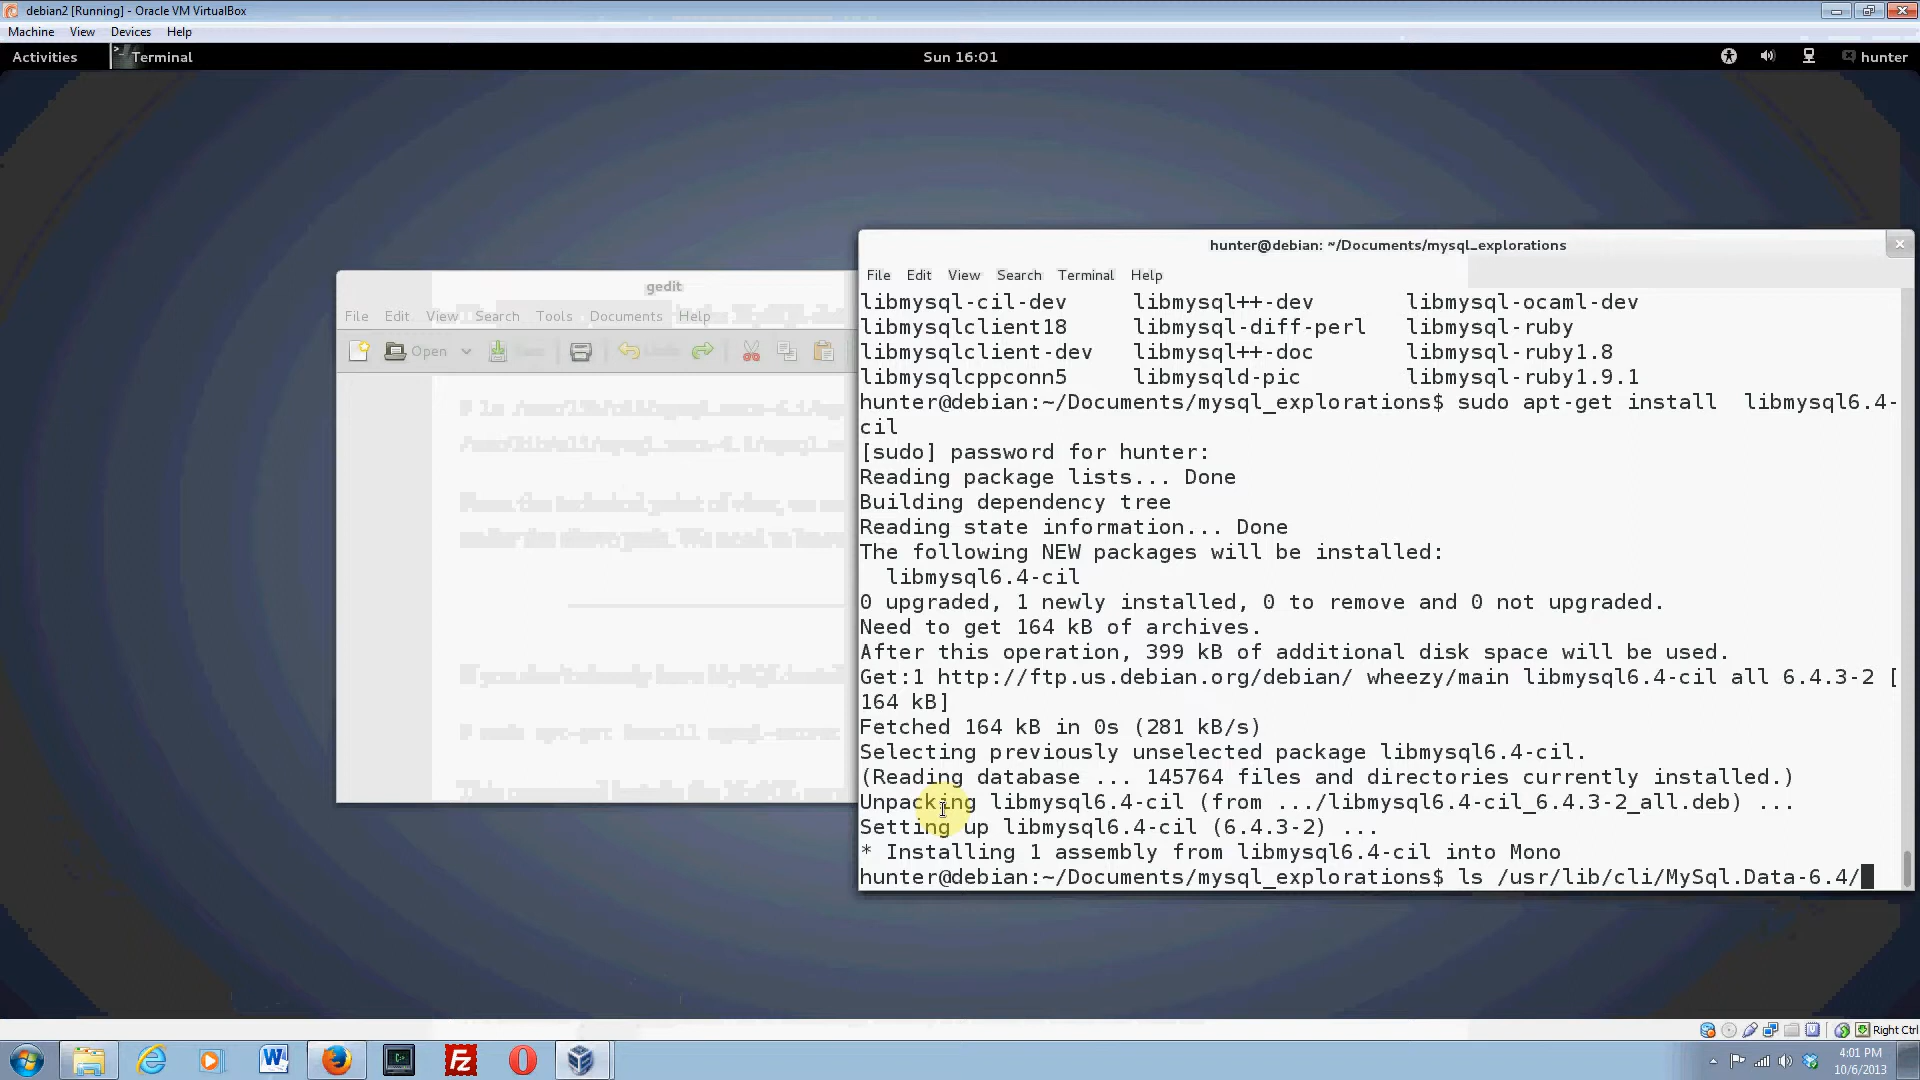 debian2 [Running] - Oracle VM VirtualBox
Machine View Devices Help
Activities Terminal Sun 16:01 hunter
hunter@debian: ~/Documents/mysql_explorations
File Edit View Search Terminal Help
gedit
File Edit View Search Tools Documents Help
Open Undo
libmysql-cil-dev libmysql++-dev libmysql-ocaml-dev
libmysqlclient18 libmysql-diff-perl libmysql-ruby
libmysqlclient-dev libmysql++-doc libmysql-ruby1.8
libmysqlcppconn5 libmysqld-pic libmysql-ruby1.9.1
hunter@debian:~/Documents/mysql_explorations$ sudo apt-get install  libmysql6.4-
cil
[sudo] password for hunter:
Reading package lists... Done
Building dependency tree
Reading state information... Done
The following NEW packages will be installed:
  libmysql6.4-cil
0 upgraded, 1 newly installed, 0 to remove and 0 not upgraded.
Need to get 164 kB of archives.
After this operation, 399 kB of additional disk space will be used.
Get:1 http://ftp.us.debian.org/debian/ wheezy/main libmysql6.4-cil all 6.4.3-2 [
164 kB]
Fetched 164 kB in 0s (281 kB/s)
Selecting previously unselected package libmysql6.4-cil.
(Reading database ... 145764 files and directories currently installed.)
Unpacking libmysql6.4-cil (from .../libmysql6.4-cil_6.4.3-2_all.deb) ...
Setting up libmysql6.4-cil (6.4.3-2) ...
* Installing 1 assembly from libmysql6.4-cil into Mono
hunter@debian:~/Documents/mysql_explorations$ ls /usr/lib/cli/MySql.Data-6.4/
Right Ctrl
4:01 PM
10/6/2013